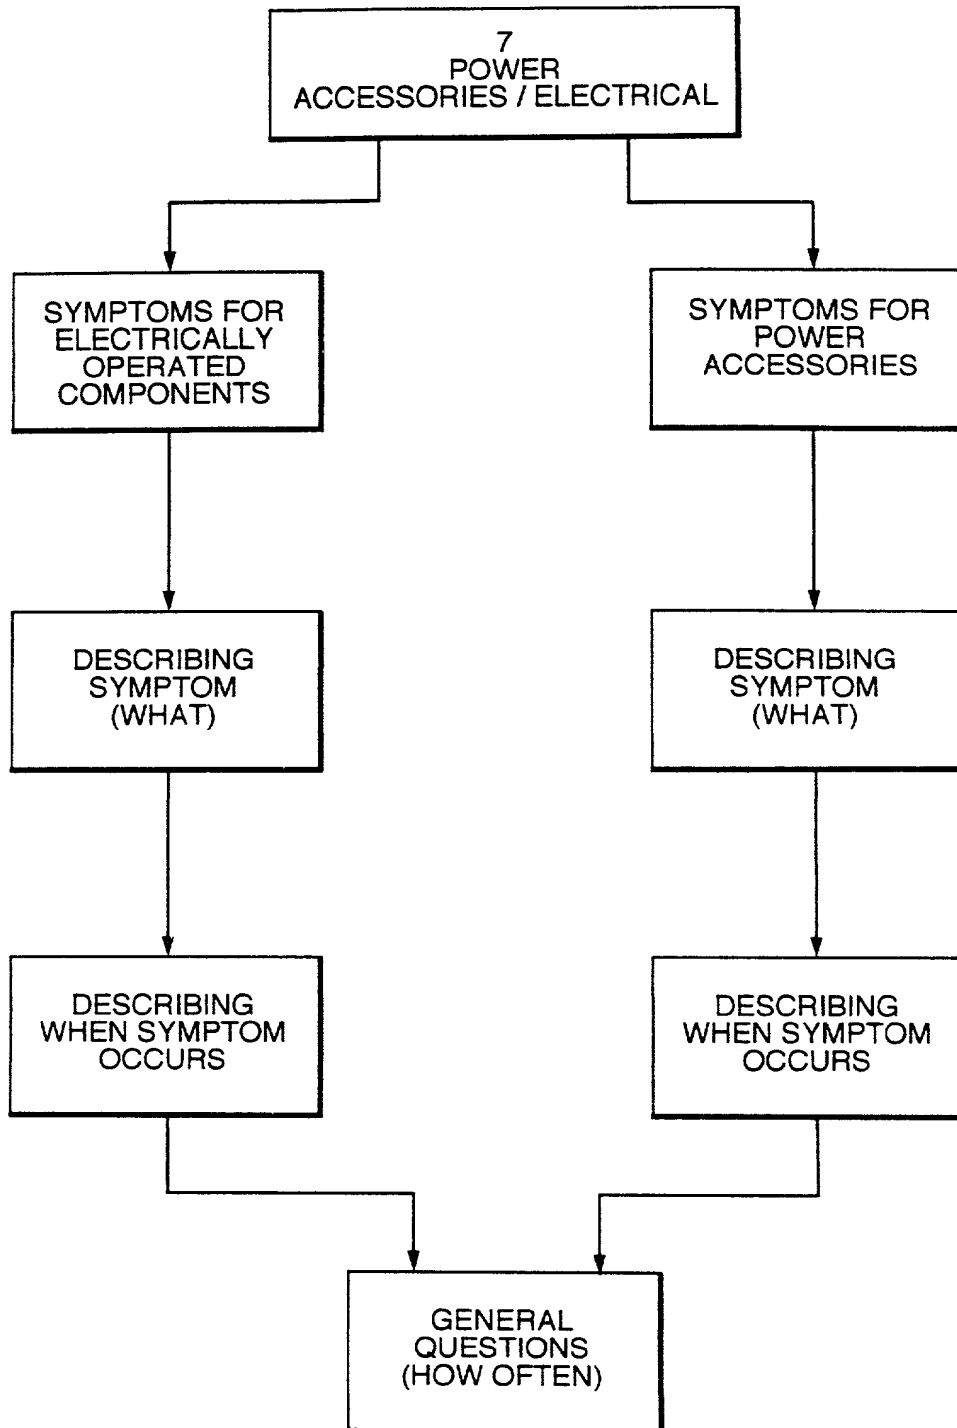 7
POWER
ACCESSORIES / ELECTRICAL
SYMPTOMS FOR
ELECTRICALLY
OPERATED
COMPONENTS
SYMPTOMS FOR
POWER
ACCESSORIES
DESCRIBING
SYMPTOM
(WHAT)
DESCRIBING
SYMPTOM
(WHAT)
DESCRIBING
WHEN SYMPTOM
OCCURS
DESCRIBING
WHEN SYMPTOM
OCCURS
GENERAL
QUESTIONS
(HOW OFTEN)